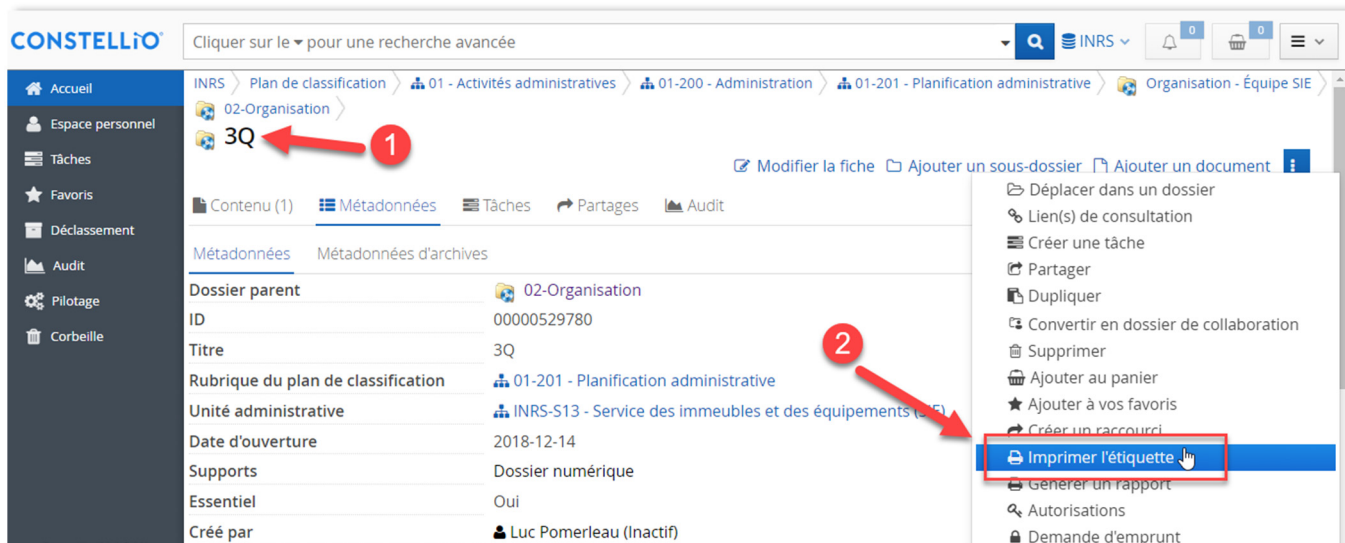 CONSTELLiO
Cliquer sur le ▾ pour une recherche avancée
INRS
0
0
Accueil
Espace personnel
Tâches
Favoris
Déclassement
Audit
Pilotage
Corbeille
INRS > Plan de classification > 01 - Activités administratives > 01-200 - Administration > 01-201 - Planification administrative > Organisation - Équipe SIE >
02-Organisation >
3Q
1
Modifier la fiche Ajouter un sous-dossier Ajouter un document
Contenu (1) Métadonnées Tâches Partages Audit
Métadonnées Métadonnées d'archives
Dossier parent 02-Organisation
ID 00000529780
Titre 3Q
Rubrique du plan de classification 01-201 - Planification administrative
Unité administrative INRS-S13 - Service des immeubles et des équipements (SIE)
Date d'ouverture 2018-12-14
Supports Dossier numérique
Essentiel Oui
Créé par Luc Pomerleau (Inactif)
2
Déplacer dans un dossier
Lien(s) de consultation
Créer une tâche
Partager
Dupliquer
Convertir en dossier de collaboration
Supprimer
Ajouter au panier
Ajouter à vos favoris
Créer un raccourci
Imprimer l'étiquette
Générer un rapport
Autorisations
Demande d'emprunt